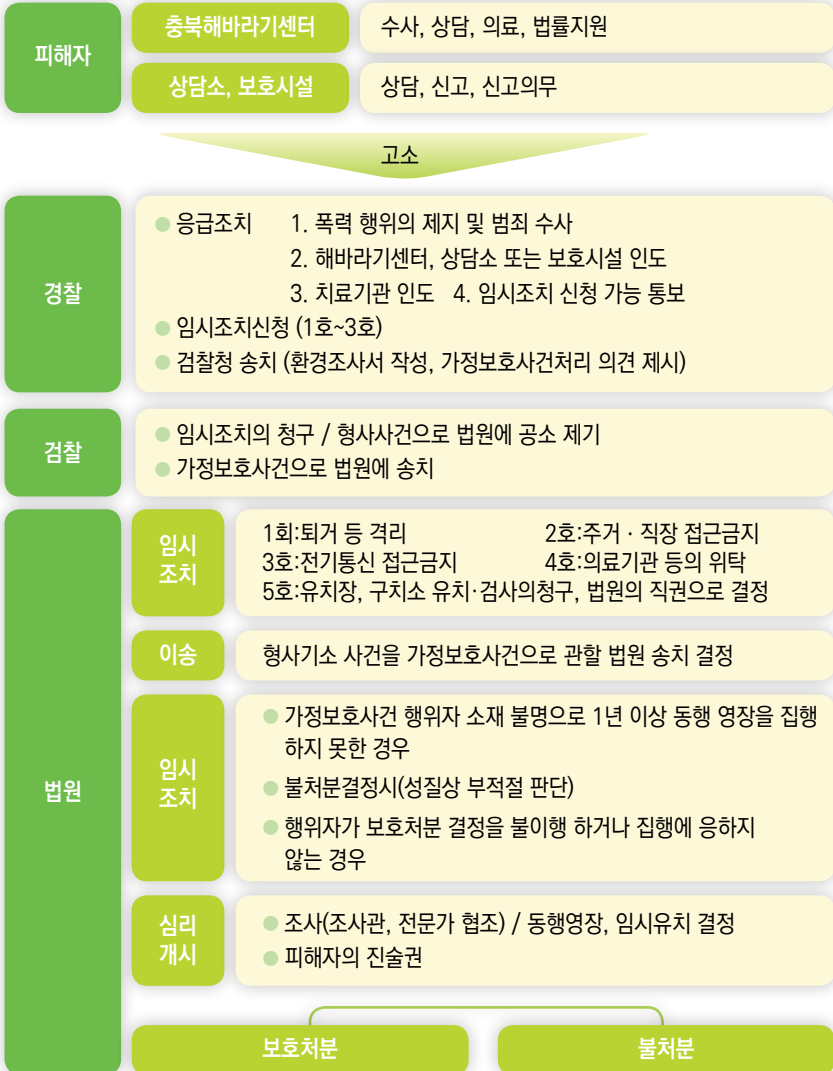 피해자
충북해바라기센터
수사, 상담, 의료, 법률지원
상담소, 보호시설
상담, 신고, 신고의무
고소
경찰
● 응급조치 1. 폭력 행위의 제지 및 범죄 수사
2. 해바라기센터, 상담소 또는 보호시설 인도
3. 치료기관 인도 4. 임시조치 신청 가능 통보
● 임시조치신청 (1호~3호)
● 검찰청 송치 (환경조사서 작성, 가정보호사건처리 의견 제시)
검찰
● 임시조치의 청구 / 형사사건으로 법원에 공소 제기
● 가정보호사건으로 법원에 송치
법원
임시
조치
1회:퇴거 등 격리 2호:주거 · 직장 접근금지
3호:전기통신 접근금지 4호:의료기관 등의 위탁
5호:유치장, 구치소 유치·검사의청구, 법원의 직권으로 결정
이송
형사기소 사건을 가정보호사건으로 관할 법원 송치 결정
임시
조치
● 가정보호사건 행위자 소재 불명으로 1년 이상 동행 영장을 집행
하지 못한 경우
● 불처분결정시(성질상 부적절 판단)
● 행위자가 보호처분 결정을 불이행 하거나 집행에 응하지
않는 경우
심리
개시
● 조사(조사관, 전문가 협조) / 동행영장, 임시유치 결정
● 피해자의 진술권
보호처분
불처분